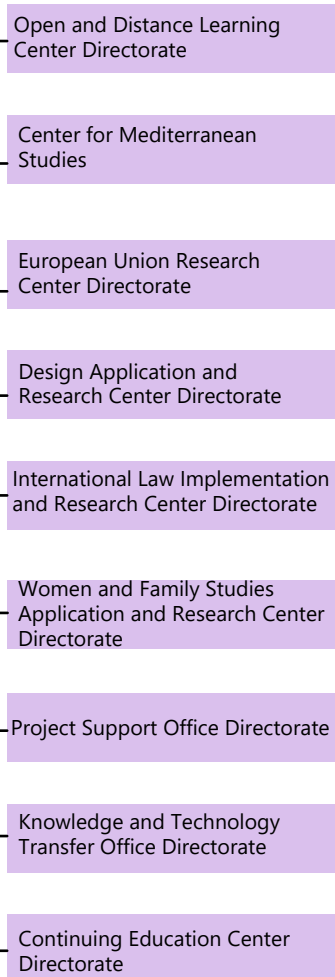 Open and Distance Learning
Center Directorate
Center for Mediterranean
Studies
European Union Research
Center Directorate
Design Application and
Research Center Directorate
International Law Implementation
and Research Center Directorate
Women and Family Studies
Application and Research Center
Directorate
Project Support Office Directorate
Knowledge and Technology
Transfer Office Directorate
Continuing Education Center
Directorate